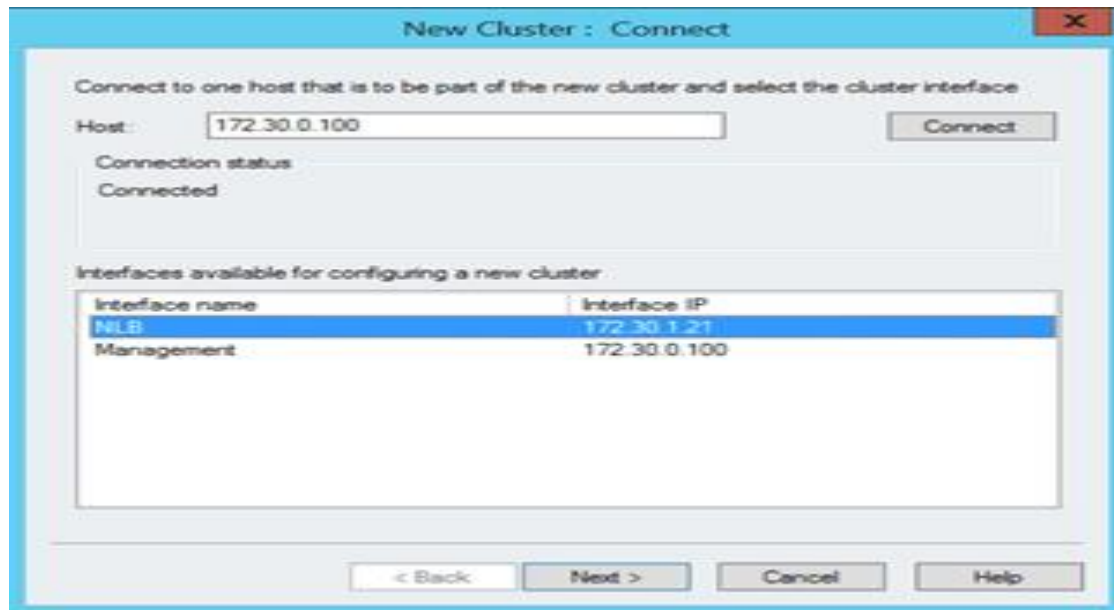 New Cluster : Connect
Connect to one host that is to be part of the new cluster and select the cluster interface
Host: 172.30.0.100 Connect
Connection status
Connected
Interfaces available for configuring a new cluster
Interface name Interface IP
NLB 172.30.1.21
Management 172.30.0.100
< Back Next > Cancel Help